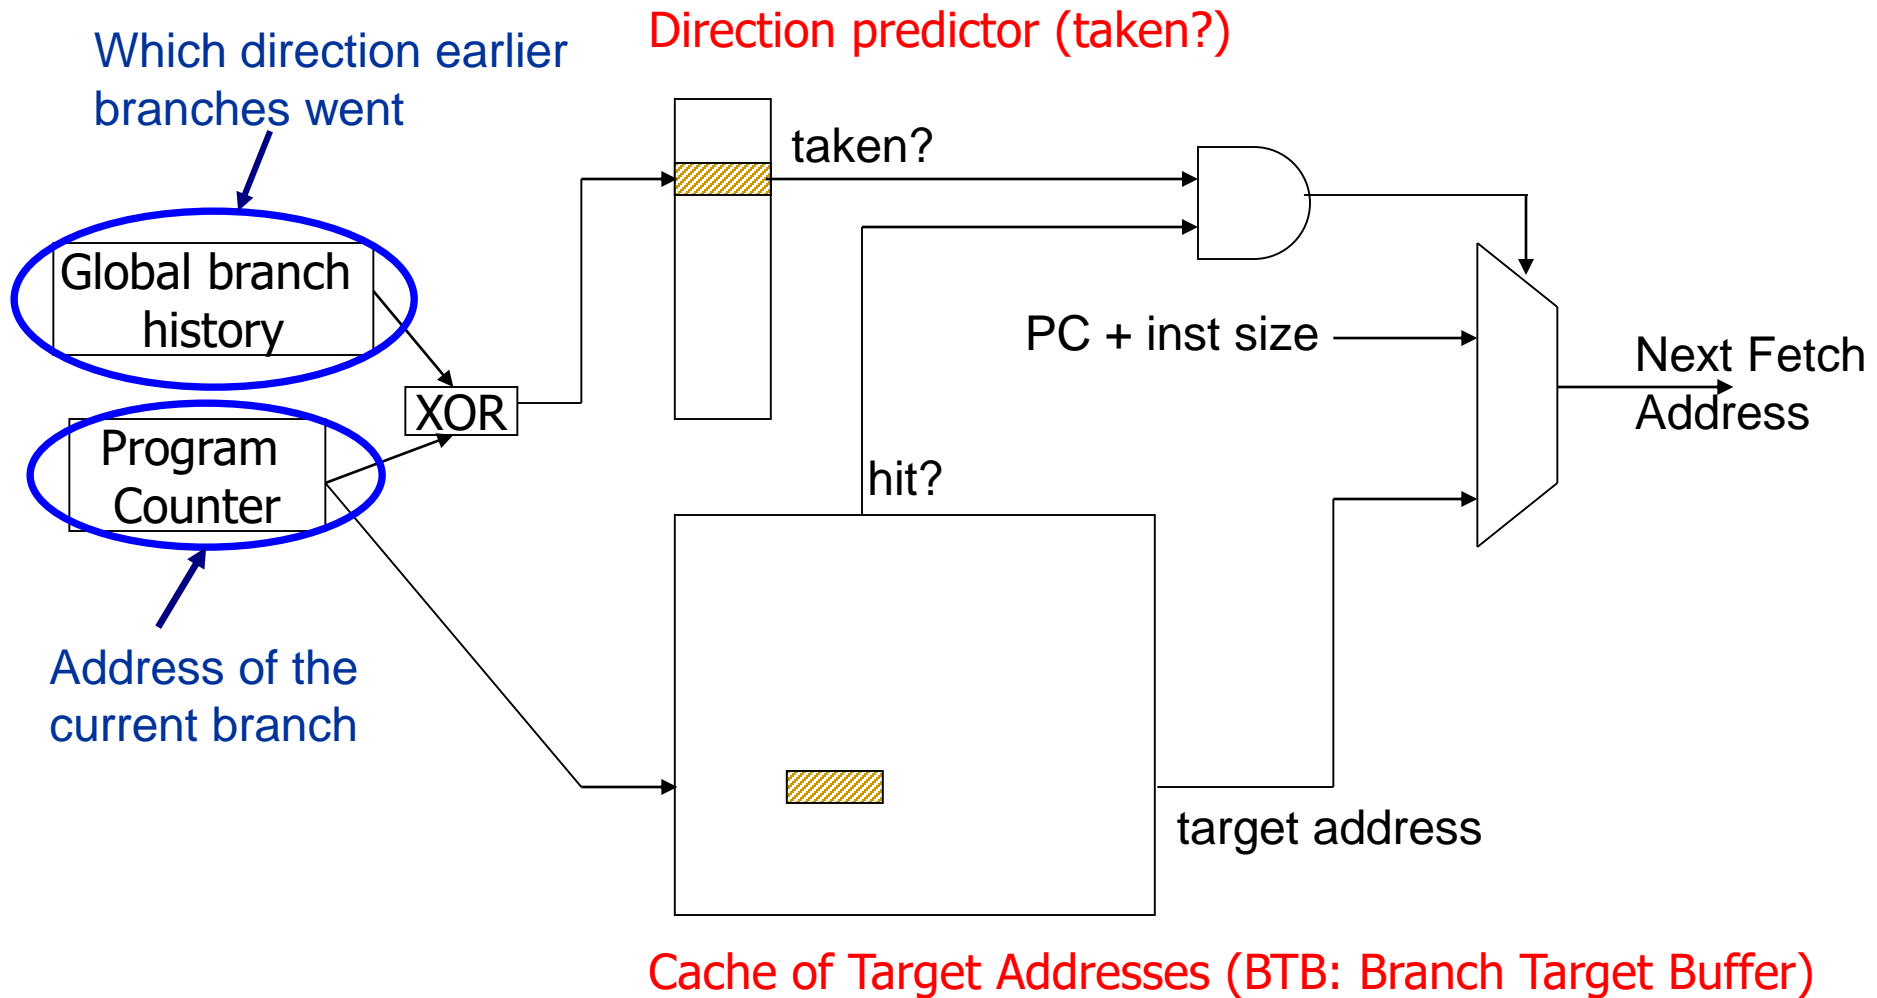 Direction predictor (taken?)
Which direction earlier
branches went
taken?
Global branch
history
PC + inst size
Next Fetch
Address
XOR
Program
Counter
hit?
Address of the
current branch
target address
Cache of Target Addresses (BTB: Branch Target Buffer)